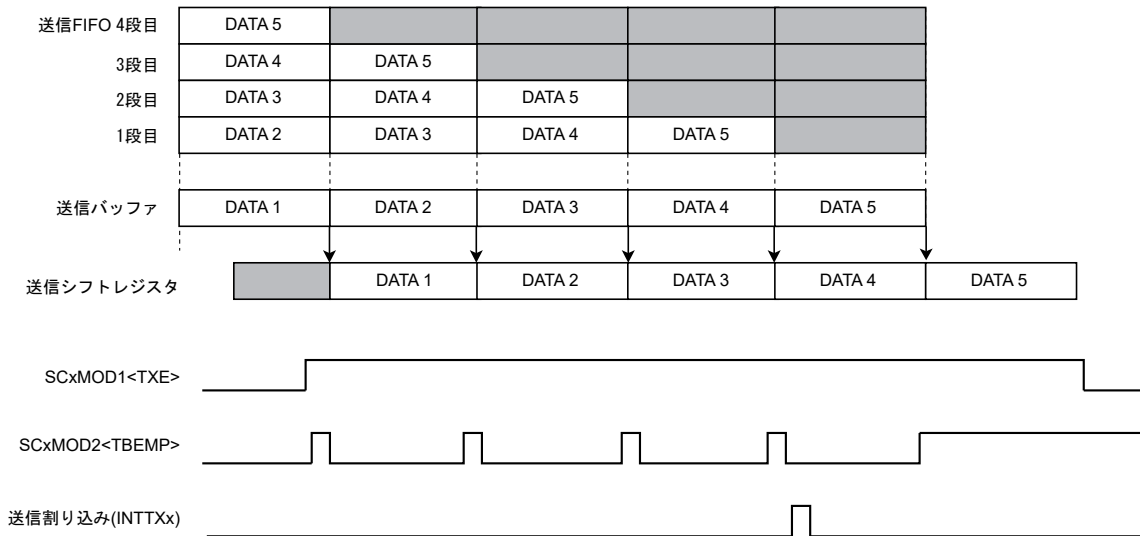 送信FIFO 4段目 DATA 5
3段目 DATA 4 DATA 5
2段目 DATA 3 DATA 4 DATA 5
1段目 DATA 2 DATA 3 DATA 4 DATA 5
送信バッファ DATA 1 DATA 2 DATA 3 DATA 4 DATA 5
送信シフトレジスタ DATA 1 DATA 2 DATA 3 DATA 4 DATA 5
SCxMOD1<TXE>
SCxMOD2<TBEMP>
送信割り込み(INTTXx)